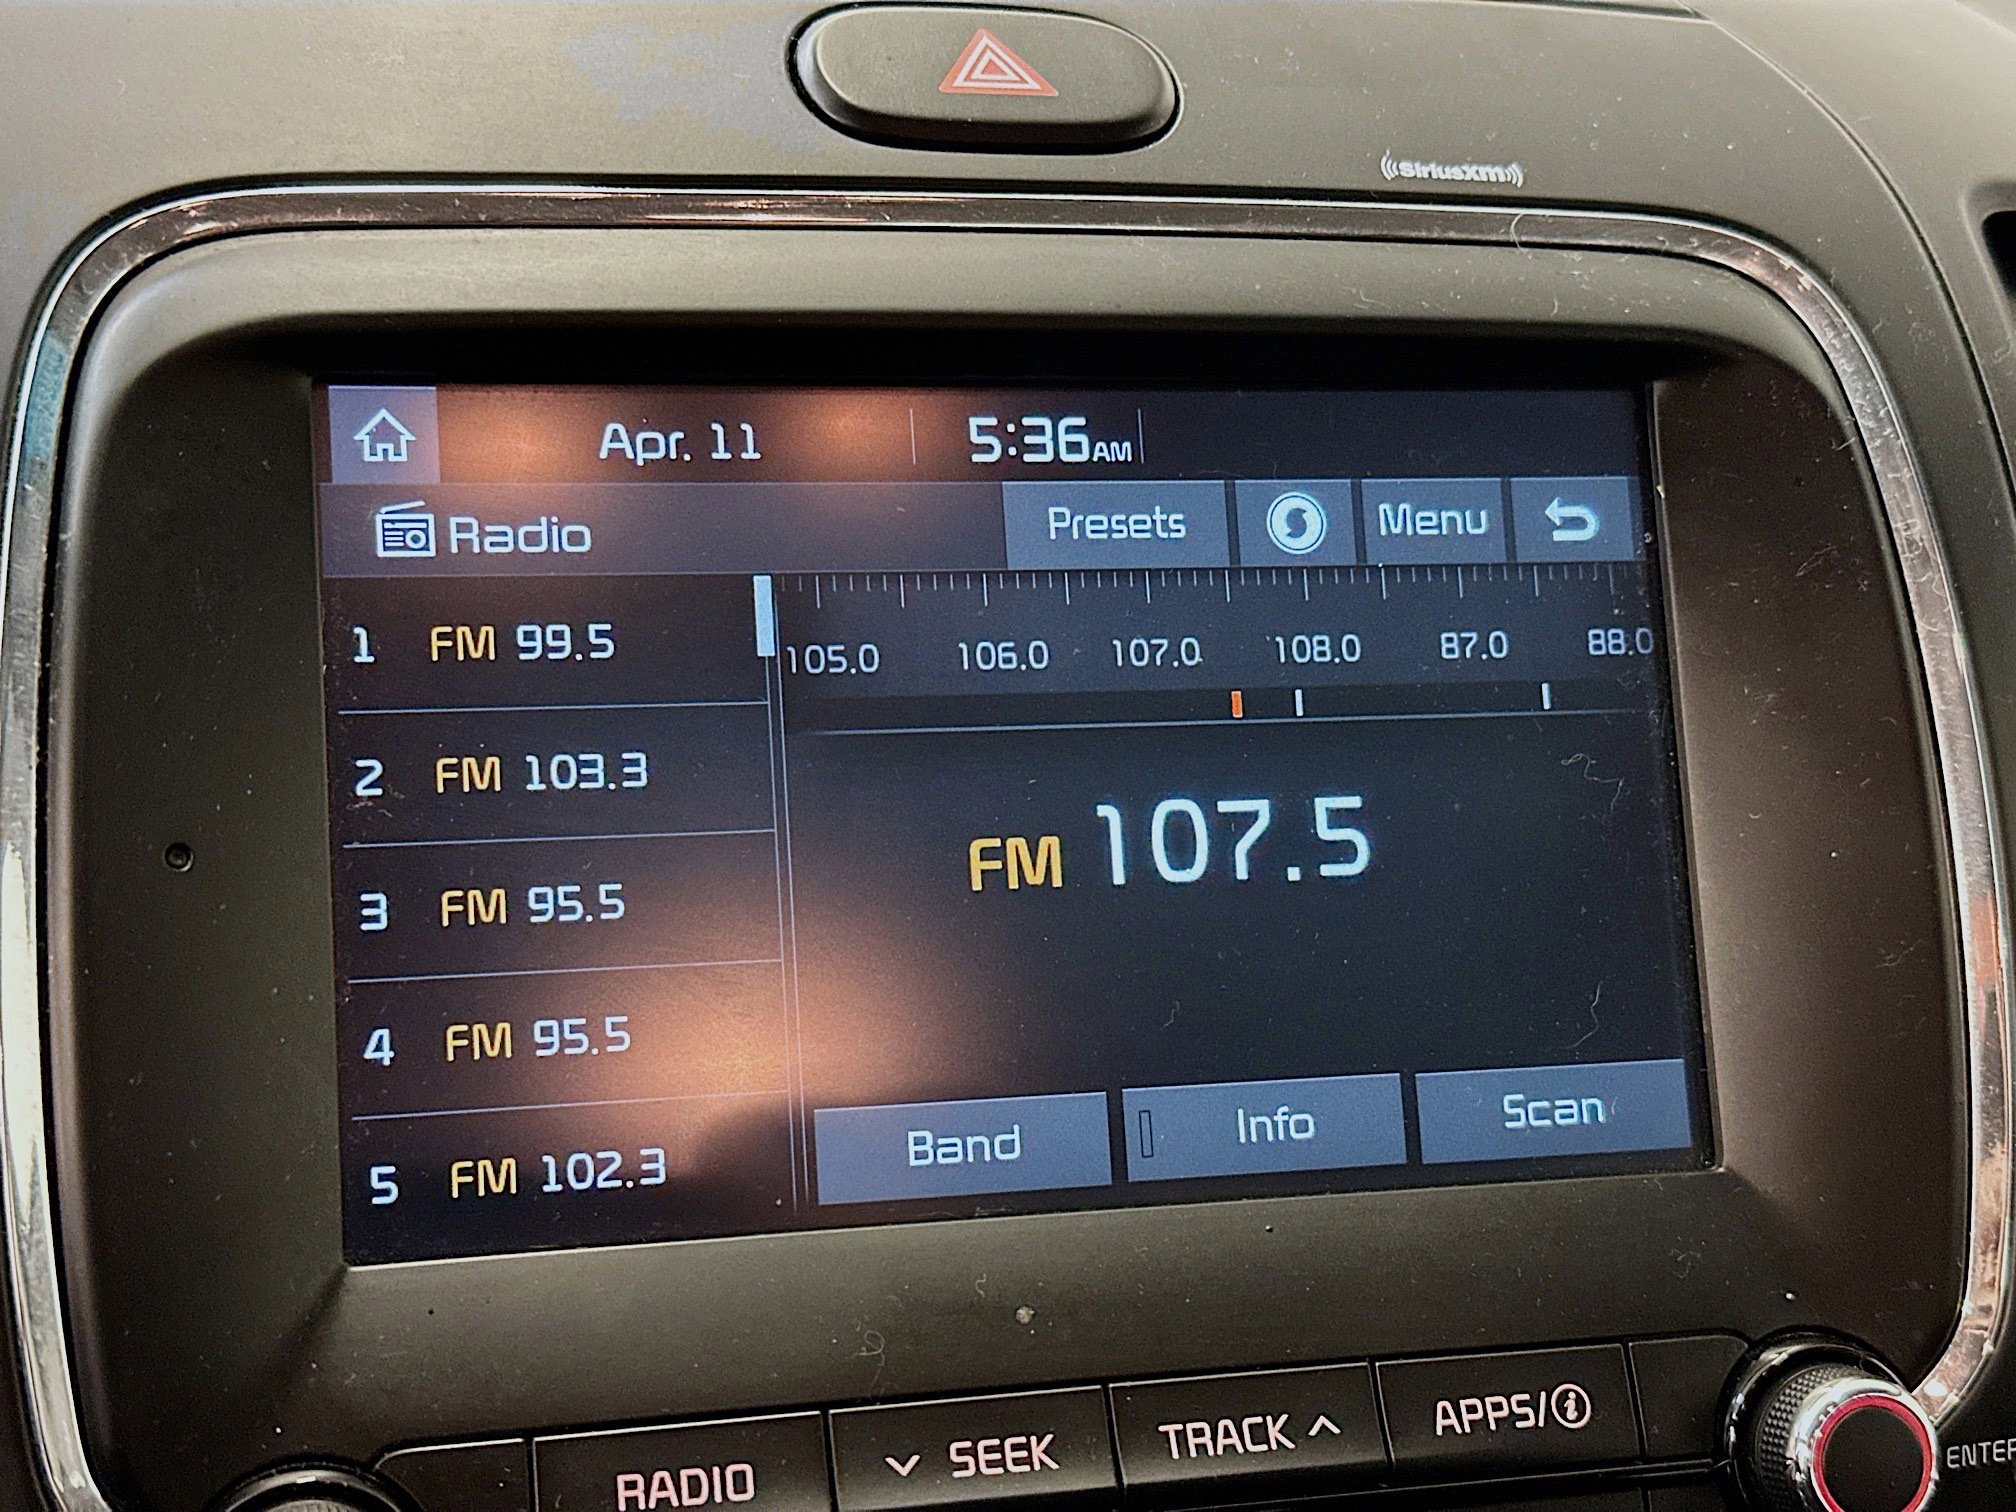 ((SiriusXM))
Apr. 11 5:36AM
Radio Presets Menu
105.0 106.0 107.0 108.0 87.0 88.0
1 FM 99.5
2 FM 103.3
3 FM 95.5
4 FM 95.5
5 FM 102.3
FM 107.5
Band Info Scan
RADIO SEEK TRACK APPS/i
ENTER